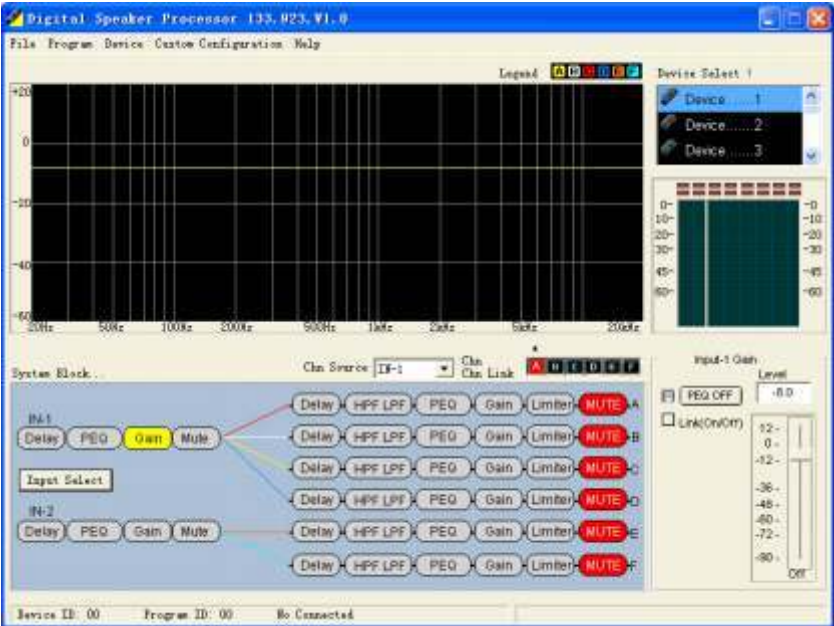 Digital Speaker Processor 133.V23.V1.0
File Program Device Custom Configuration Help
Legend A B C D E F Device Select !
Device......1
Device......2
Device......3
+20
0
-20
-40
-60
20Hz 50Hz 100Hz 200Hz 500Hz 1kHz 2kHz 5kHz 20kHz
0- -0
10- -10
20- -20
30- -30
45- -45
60- -60
System Block... Chn Source IN-1 Chn Chn Link A B C D E F
IN-1
Delay PEQ Gain Mute
Input Select
IN-2
Delay PEQ Gain Mute
Delay HPF LPF PEQ Gain Limiter MUTE A
Delay HPF LPF PEQ Gain Limiter MUTE B
Delay HPF LPF PEQ Gain Limiter MUTE C
Delay HPF LPF PEQ Gain Limiter MUTE D
Delay HPF LPF PEQ Gain Limiter MUTE E
Delay HPF LPF PEQ Gain Limiter MUTE F
Input-1 Gain
Level
PEQ OFF -8.0
Link(On/Off)
12-
0-
-12-
-36-
-48-
-60-
-72-
-90-
Off
Device ID: 00 Program ID: 00 No Connected